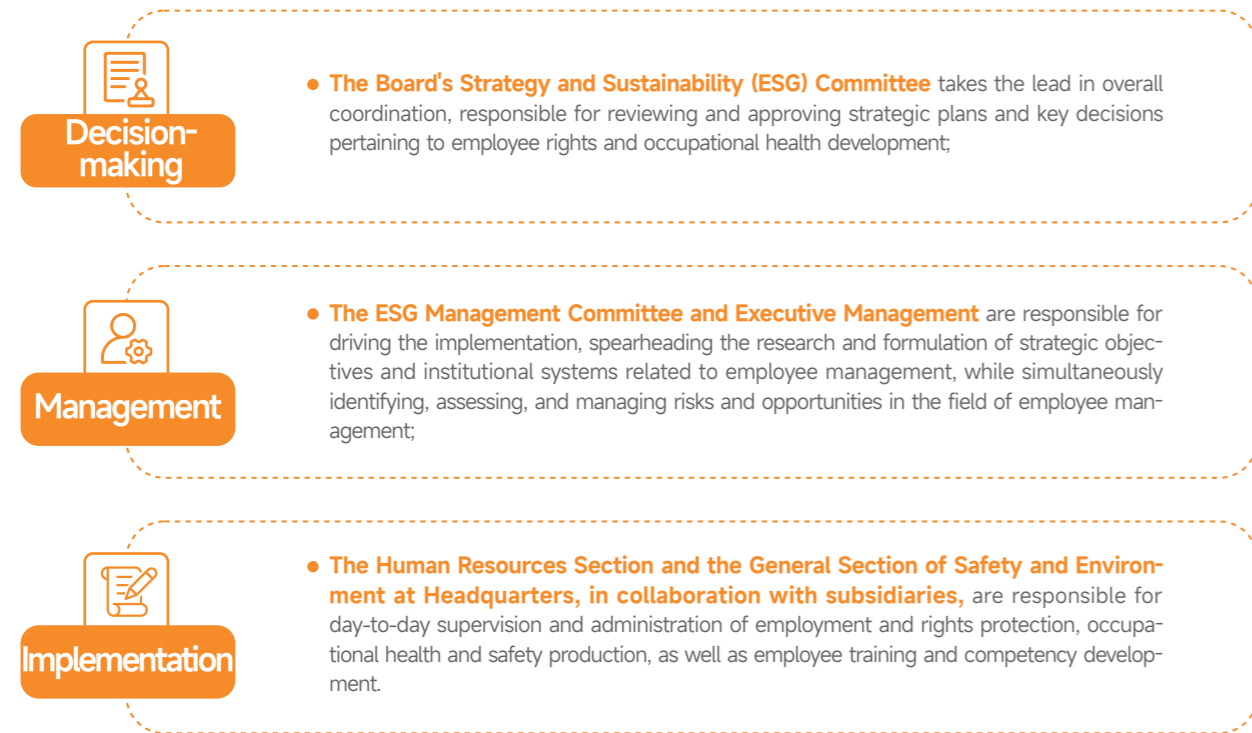 Decision-
making
● The Board's Strategy and Sustainability (ESG) Committee takes the lead in overall
coordination, responsible for reviewing and approving strategic plans and key decisions
pertaining to employee rights and occupational health development;
Management
● The ESG Management Committee and Executive Management are responsible for
driving the implementation, spearheading the research and formulation of strategic objec-
tives and institutional systems related to employee management, while simultaneously
identifying, assessing, and managing risks and opportunities in the field of employee man-
agement;
Implementation
● The Human Resources Section and the General Section of Safety and Environ-
ment at Headquarters, in collaboration with subsidiaries, are responsible for
day-to-day supervision and administration of employment and rights protection, occupa-
tional health and safety production, as well as employee training and competency develop-
ment.